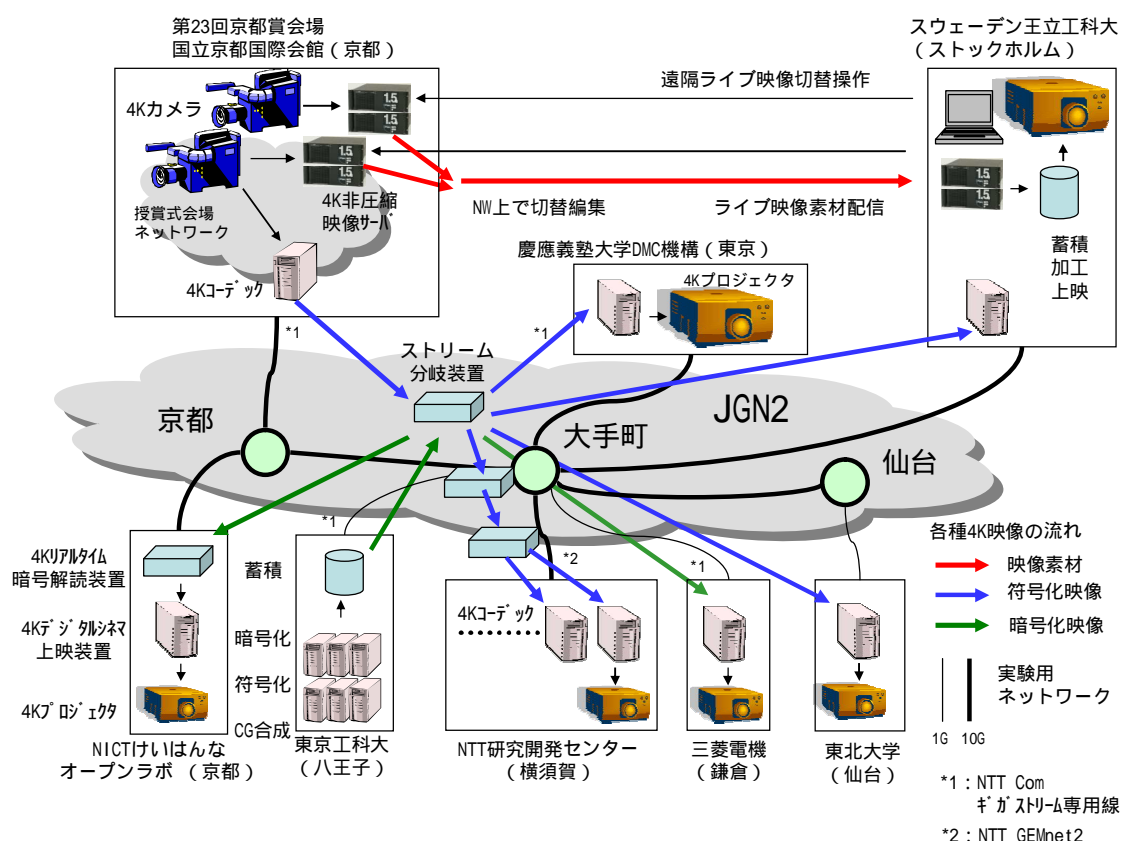 第23回京都賞会場
国立京都国際会館(京都)
スウェーデン王立工科大
(ストックホルム)
遠隔ライブ映像切替操作
4Kカメラ
1.5
1.5
1.5
1.5
授賞式会場
ネットワーク
4K非圧縮
映像サーバ
NW上で切替編集
ライブ映像素材配信
4Kコーデック
慶應義塾大学DMC機構(東京)
4Kプロジェクタ
蓄積
加工
上映
*1
*1
ストリーム
分岐装置
京都
大手町
JGN2
仙台
*1
*2
*1
4Kリアルタイム
暗号解読装置
4Kデジタルシネマ
上映装置
4Kプロジェクタ
NICTけいはんな
オープンラボ (京都)
蓄積
暗号化
符号化
CG合成
東京工科大
(八王子)
4Kコーデック
NTT研究開発センター
(横須賀)
三菱電機
(鎌倉)
東北大学
(仙台)
各種4K映像の流れ
映像素材
符号化映像
暗号化映像
実験用
ネットワーク
1G 10G
*1:NTT Com
ギガストリーム専用線
*2:NTT GEMnet2